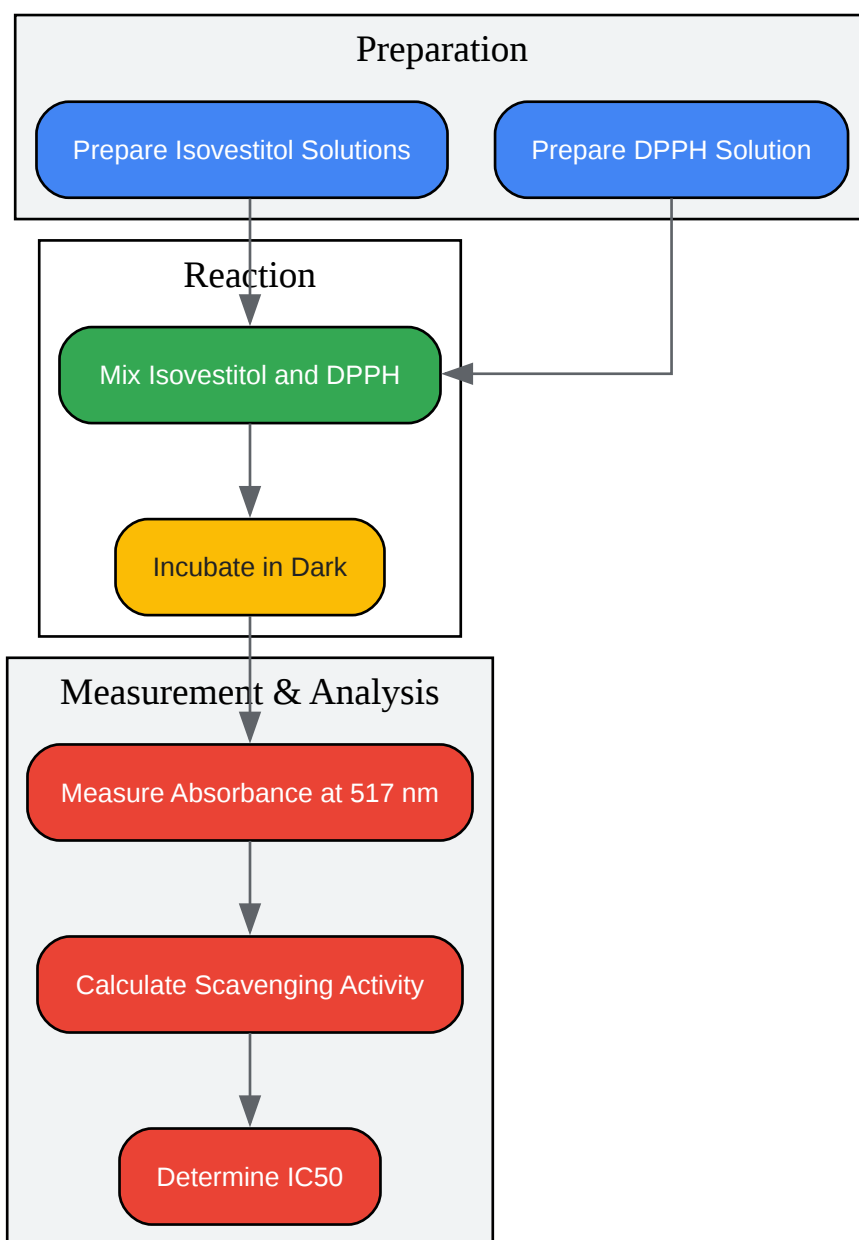 Preparation
Prepare Isovestitol Solutions
Prepare DPPH Solution
Reaction
Mix Isovestitol and DPPH
Incubate in Dark
Measurement & Analysis
Measure Absorbance at 517 nm
Calculate Scavenging Activity
Determine IC50